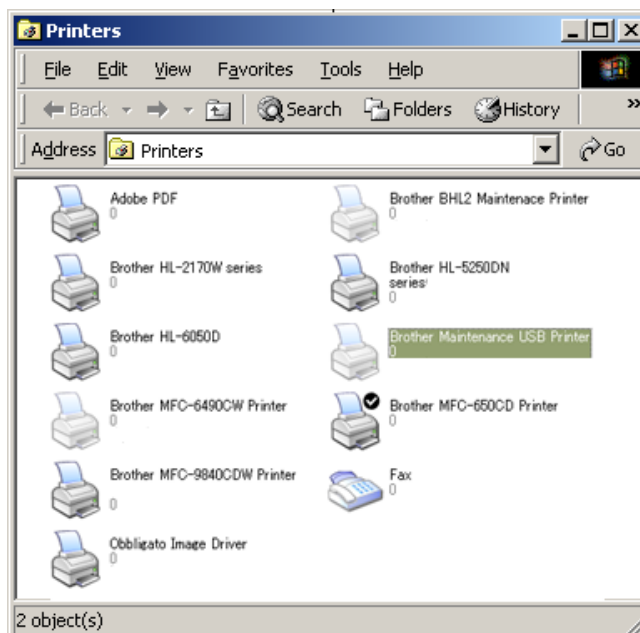 Printers
File Edit View Favorites Tools Help
Back Search Folders History »
Address Printers Go
Adobe PDF
0
Brother BHL2 Maintenace Printer
0
Brother HL-2170W series
0
Brother HL-5250DN
series
0
Brother HL-6050D
0
Brother Maintenance USB Printer
0
Brother MFC-6490CW Printer
0
Brother MFC-650CD Printer
0
Brother MFC-9840CDW Printer
0
Fax
0
Obbligato Image Driver
0
2 object(s)